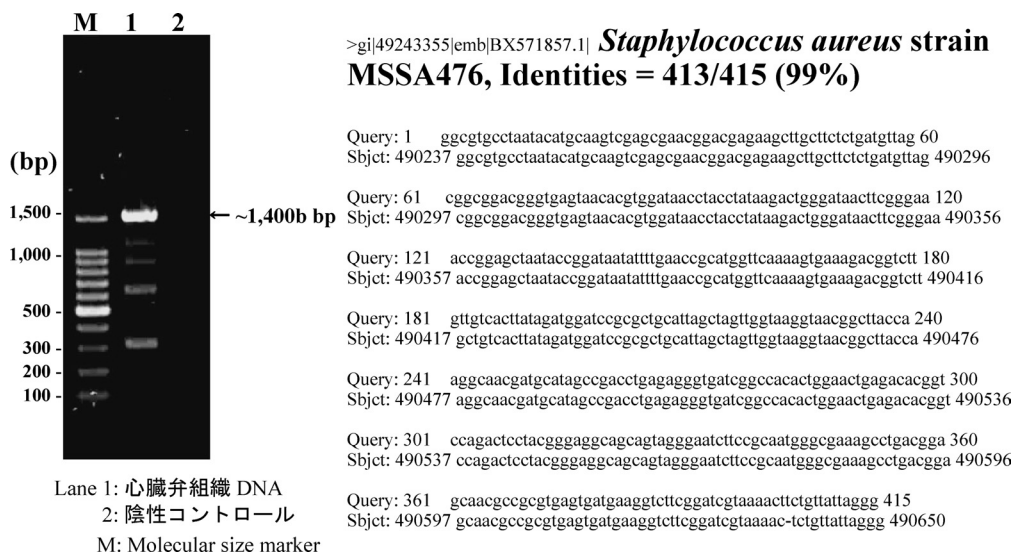 M 1 2
(bp)
1,500 -
1,000 -
500 -
300 -
200 -
100 -
← ~1,400b bp
Lane 1: 心臓弁組織 DNA
2: 陰性コントロール
M: Molecular size marker
>gi|49243355|emb|BX571857.1| Staphylococcus aureus strain
MSSA476, Identities = 413/415 (99%)
Query: 1 ggcgtgcctaatacatgcaagtcgagcgaacggacgagaagcttgcttctctgatgttag 60
Sbjct: 490237 ggcgtgcctaatacatgcaagtcgagcgaacggacgagaagcttgcttctctgatgttag 490296
Query: 61 cggcggacgggtgagtaacacgtggataacctacctataagactgggataacttcgggaa 120
Sbjct: 490297 cggcggacgggtgagtaacacgtggataacctacctataagactgggataacttcgggaa 490356
Query: 121 accggagctaataccggataatattttgaaccgcatggttcaaaagtgaaagacggtctt 180
Sbjct: 490357 accggagctaataccggataatattttgaaccgcatggttcaaaagtgaaagacggtctt 490416
Query: 181 gttgtcacttatagatggatccgcgctgcattagctagttggtaaggtaacggcttacca 240
Sbjct: 490417 gctgtcacttatagatggatccgcgctgcattagctagttggtaaggtaacggcttacca 490476
Query: 241 aggcaacgatgcatagccgacctgagagggtgatcggccacactggaactgagacacggt 300
Sbjct: 490477 aggcaacgatgcatagccgacctgagagggtgatcggccacactggaactgagacacggt 490536
Query: 301 ccagactcctacgggaggcagcagtagggaatcttccgcaatgggcgaaagcctgacgga 360
Sbjct: 490537 ccagactcctacgggaggcagcagtagggaatcttccgcaatgggcgaaagcctgacgga 490596
Query: 361 gcaacgccgcgtgagtgatgaaggtcttcggatcgtaaaacttctgttattaggg 415
Sbjct: 490597 gcaacgccgcgtgagtgatgaaggtcttcggatcgtaaaac-tctgttattaggg 490650